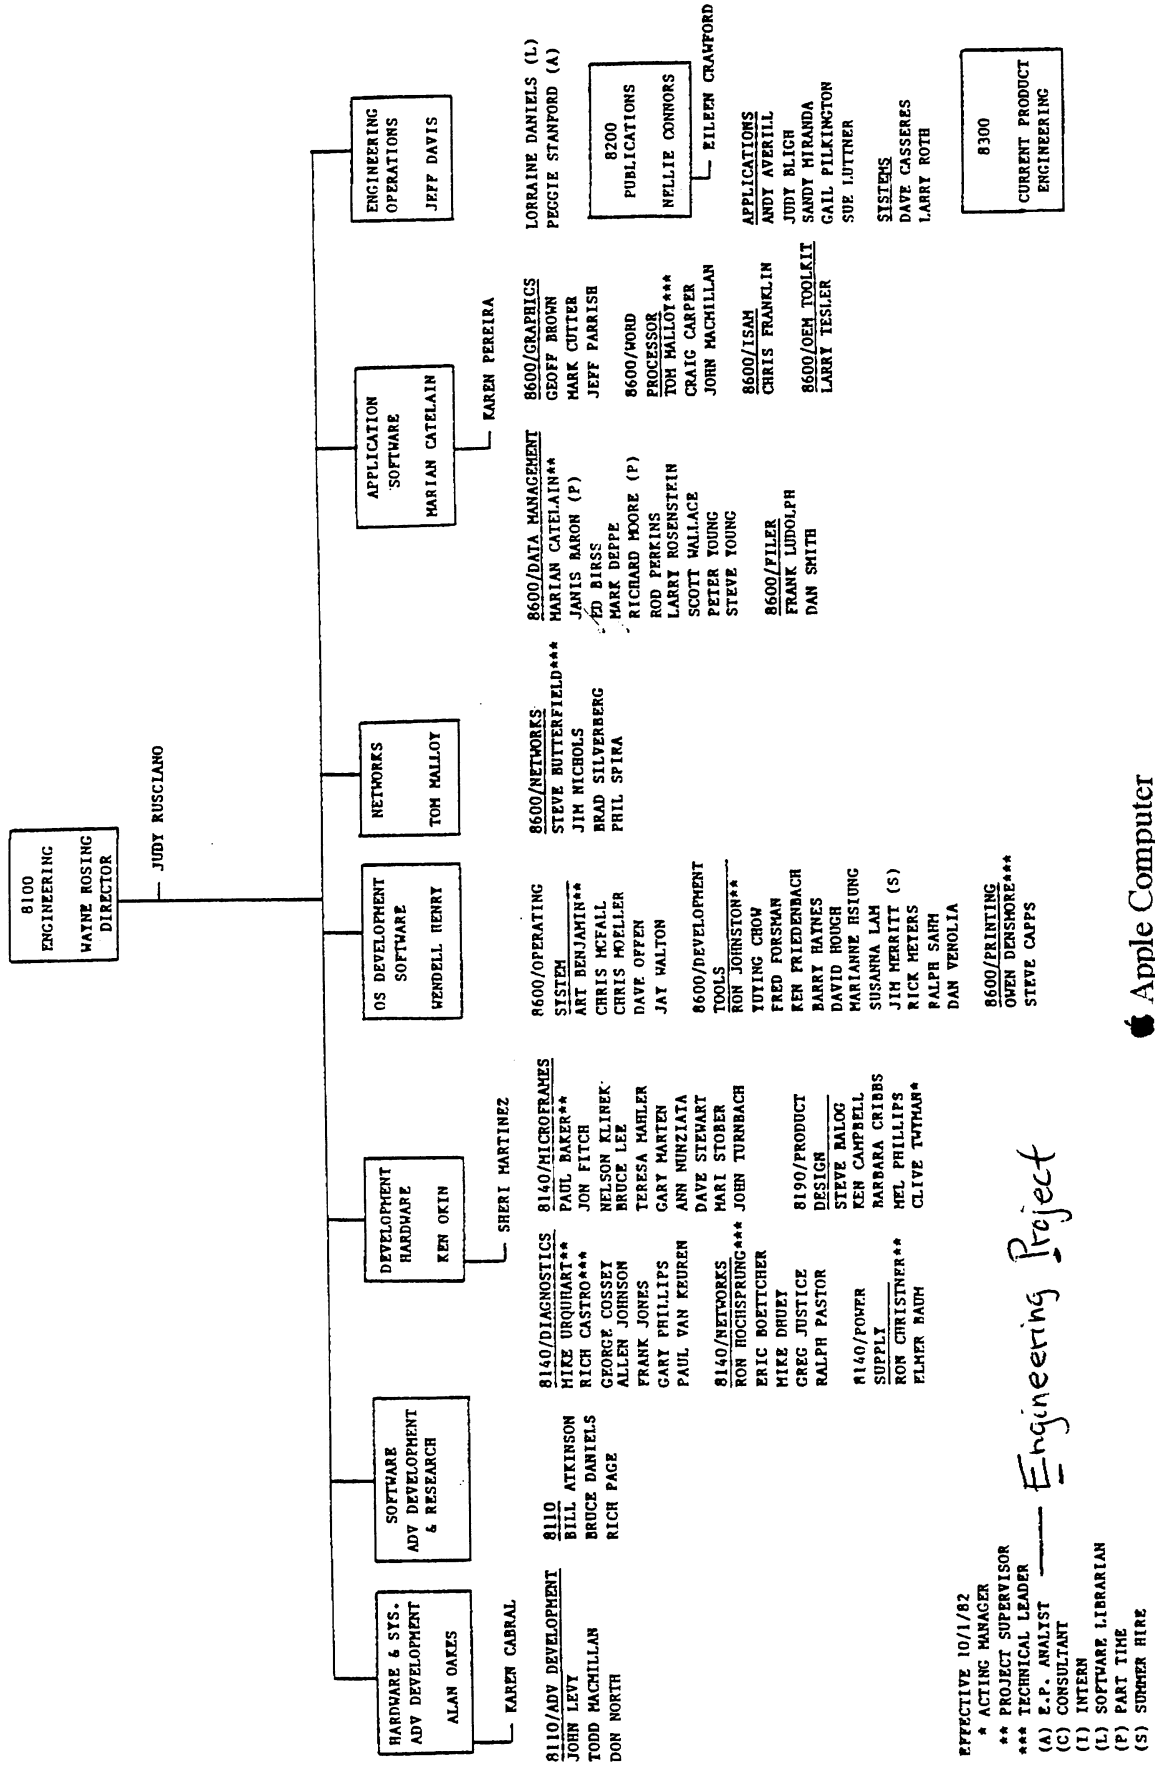 8100
ENGINEERING
WAYNE ROSING
DIRECTOR
JUDY RUSCIANO
HARDWARE & SYS.
ADV DEVELOPMENT
ALAN OAKES
KAREN CABRAL
8110/ADV DEVELOPMENT
JOHN LEVY
TODD MACMILLAN
DON NORTH
SOFTWARE
ADV DEVELOPMENT
& RESEARCH
8110
BILL ATKINSON
BRUCE DANIELS
RICH PAGE
DEVELOPMENT
HARDWARE
KEN OKIN
SHERI MARTINEZ
8140/DIAGNOSTICS
MIKE URQUHART**
RICH CASTRO***
GEORGE COSSEY
ALLEN JOHNSON
FRANK JONES
GARY PHILLIPS
PAUL VAN KEUREN
8140/NETWORKS
RON HOCHSPRUNG***
ERIC BOETTCHER
MIKE DHUEY
GREG JUSTICE
RALPH PASTOR
8140/POWER
SUPPLY
RON CHRISTNER**
ELMER BAUM
8140/MICROFRAMES
PAUL BAKER**
JON FITCH
NELSON KLINEK
BRUCE LEE
TERESA MAHLER
GARY MARTEN
ANN NUNZIATA
DAVE STEWART
MARI STOBER
JOHN TURNBACH
8190/PRODUCT
DESIGN
STEVE BALOG
KEN CAMPBELL
BARBARA CRIBBS
MEL PHILLIPS
CLIVE TWYMAN*
OS DEVELOPMENT
SOFTWARE
WENDELL HENRY
8600/OPERATING
SYSTEM
ART BENJAMIN**
CHRIS MCFALL
CHRIS MOELLER
DAVE OFFEN
JAY WALTON
8600/DEVELOPMENT
TOOLS
RON JOHNSTON**
YUYING CHOW
FRED FORSMAN
KEN FRIEDENBACH
BARRY HAYNES
DAVID HOUGH
MARIANNE HSIUNG
SUSANNA LAM
JIM MERRITT (S)
RICK MEYERS
RALPH SAHM
DAN VENOLIA
8600/PRINTING
OWEN DENSMORE***
STEVE CAPPS
NETWORKS
TOM MALLOY
8600/NETWORKS
STEVE BUTTERFIELD***
JIM NICHOLS
BRAD SILVERBERG
PHIL SPIRA
APPLICATION
SOFTWARE
MARIAN CATELAIN
KAREN PEREIRA
8600/DATA MANAGEMENT
MARIAN CATELAIN**
JANIS BARON (P)
ED BIRSS
MARK DEPPE
RICHARD MOORE (P)
ROD PERKINS
LARRY ROSENSTEIN
SCOTT WALLACE
PETER YOUNG
STEVE YOUNG
8600/FILER
FRANK LUDOLPH
DAN SMITH
8600/GRAPHICS
GEOFF BROWN
MARK CUTTER
JEFF PARRISH
8600/WORD
PROCESSOR
TOM MALLOY***
CRAIG CARPER
JOHN MACMILLAN
8600/ISAM
CHRIS FRANKLIN
8600/OEM TOOLKIT
LARRY TESLER
ENGINEERING
OPERATIONS
JEFF DAVIS
LORRAINE DANIELS (L)
PEGGIE STANFORD (A)
8200
PUBLICATIONS
NELLIE CONNORS
EILEEN CRAWFORD
APPLICATIONS
ANDY AVERILL
JUDY BLIGH
SANDY MIRANDA
GAIL PILKINGTON
SUE LUTTNER
SYSTEMS
DAVE CASSERES
LARRY ROTH
8300
CURRENT PRODUCT
ENGINEERING
EFFECTIVE 10/1/82
* ACTING MANAGER
** PROJECT SUPERVISOR
*** TECHNICAL LEADER
(A) E.P. ANALYST — Engineering Project
(C) CONSULTANT
(I) INTERN
(L) SOFTWARE LIBRARIAN
(P) PART TIME
(S) SUMMER HIRE
Apple Computer